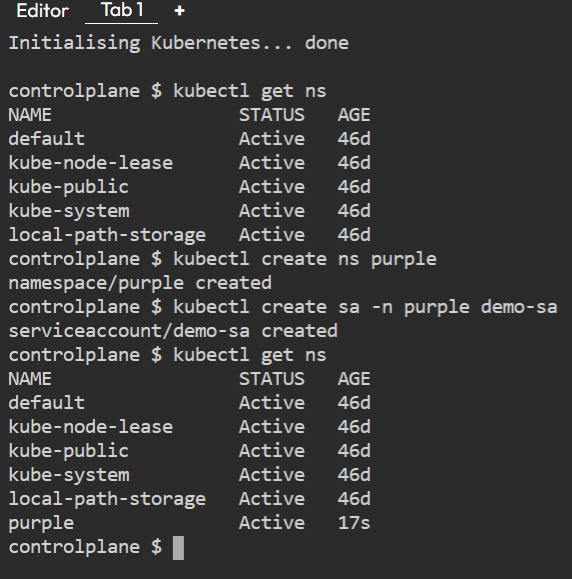 Editor Tab 1 +
Initialising Kubernetes... done
controlplane $ kubectl get ns
NAME STATUS AGE
default Active 46d
kube-node-lease Active 46d
kube-public Active 46d
kube-system Active 46d
local-path-storage Active 46d
controlplane $ kubectl create ns purple
namespace/purple created
controlplane $ kubectl create sa -n purple demo-sa
serviceaccount/demo-sa created
controlplane $ kubectl get ns
NAME STATUS AGE
default Active 46d
kube-node-lease Active 46d
kube-public Active 46d
kube-system Active 46d
local-path-storage Active 46d
purple Active 17s
controlplane $